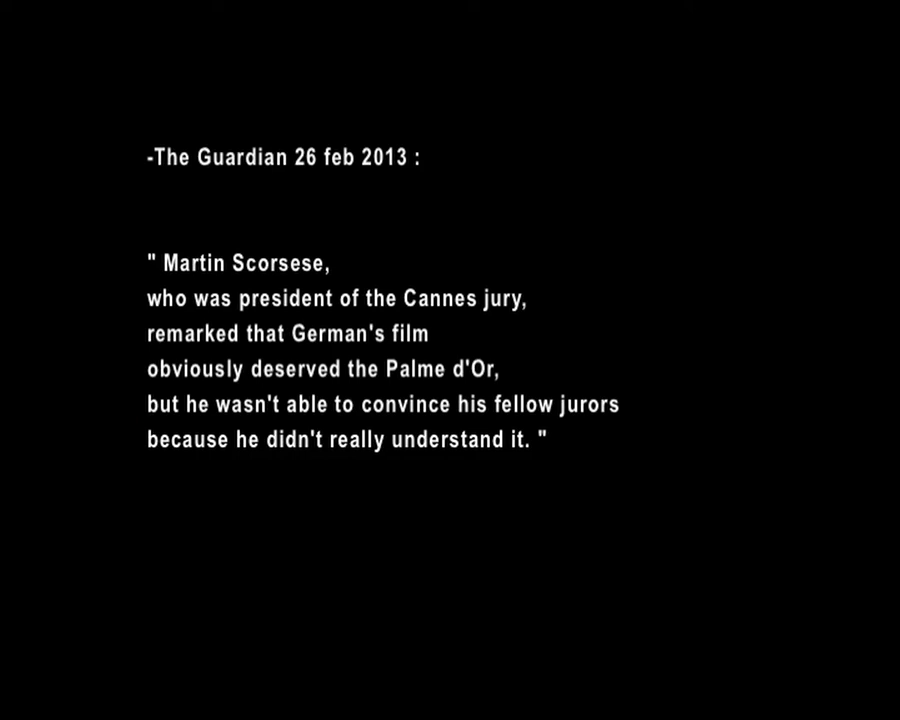 -The Guardian 26 feb 2013 :
" Martin Scorsese,
who was president of the Cannes jury,
remarked that German's film
obviously deserved the Palme d'Or,
but he wasn't able to convince his fellow jurors
because he didn't really understand it. "